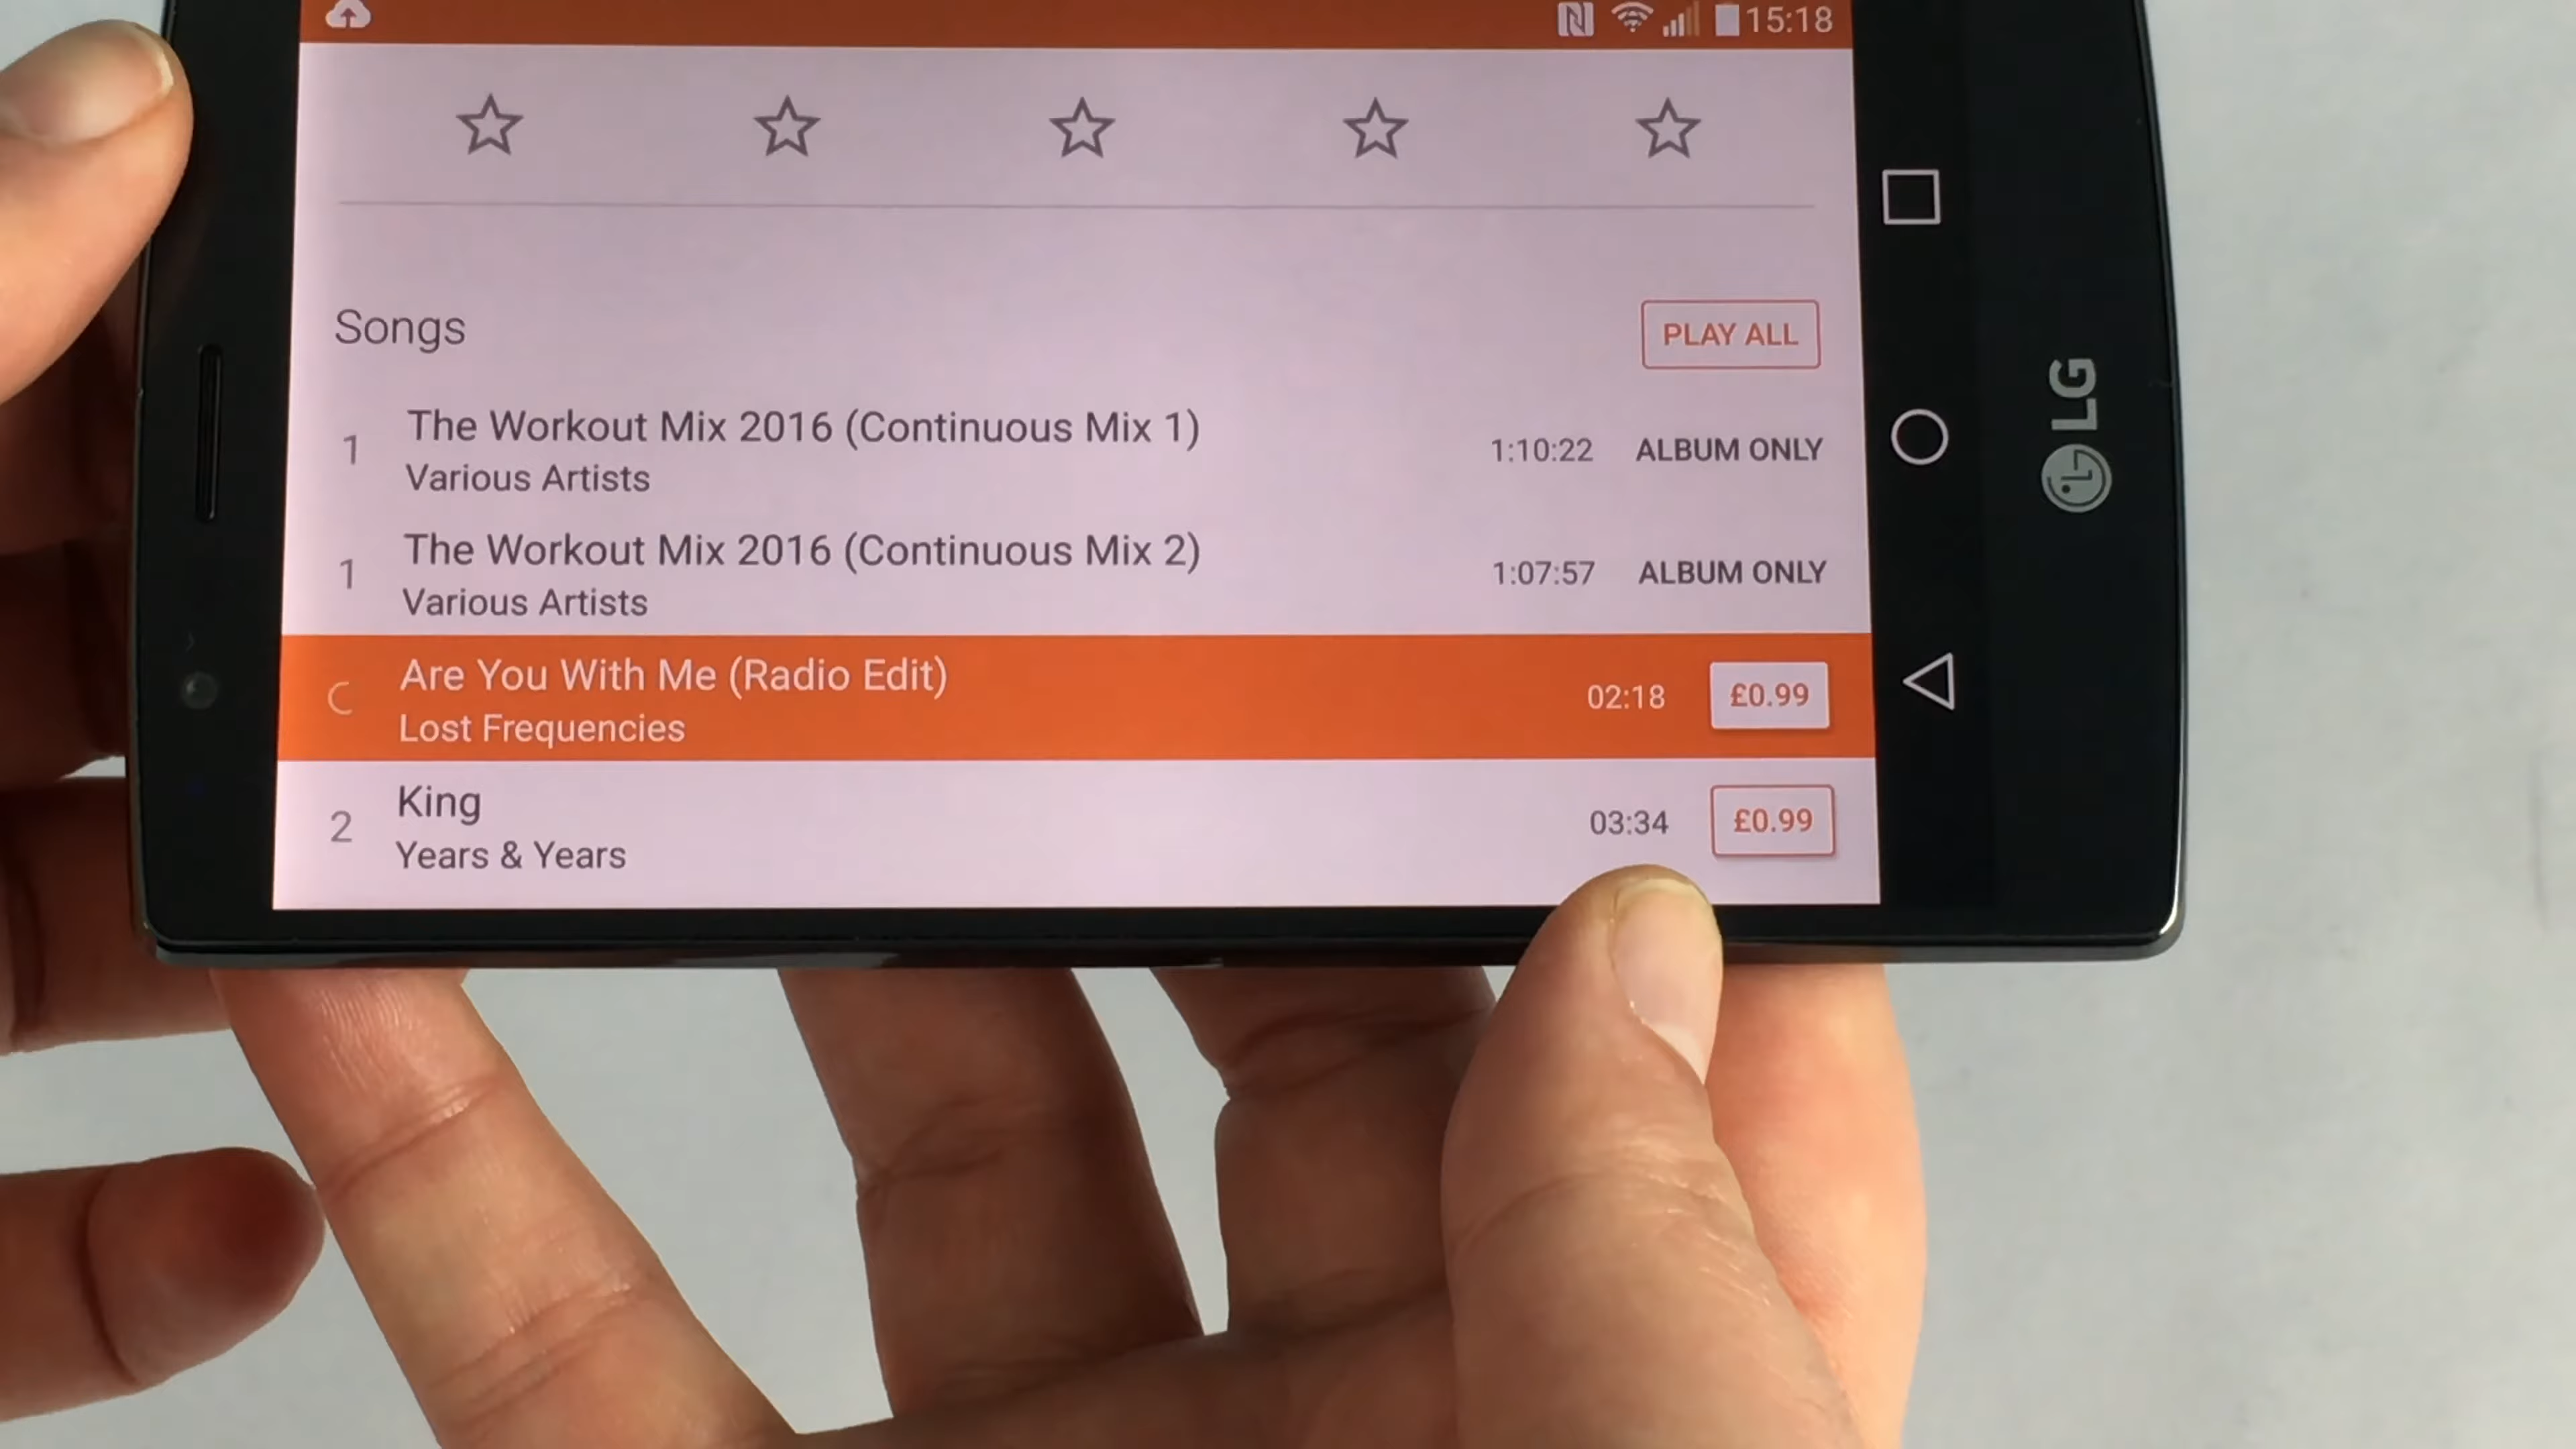 15:18
Songs
PLAY ALL
1
The Workout Mix 2016 (Continuous Mix 1)
Various Artists
1:10:22
ALBUM ONLY
1
The Workout Mix 2016 (Continuous Mix 2)
Various Artists
1:07:57
ALBUM ONLY
Are You With Me (Radio Edit)
Lost Frequencies
02:18
£0.99
2
King
Years & Years
03:34
£0.99
LG